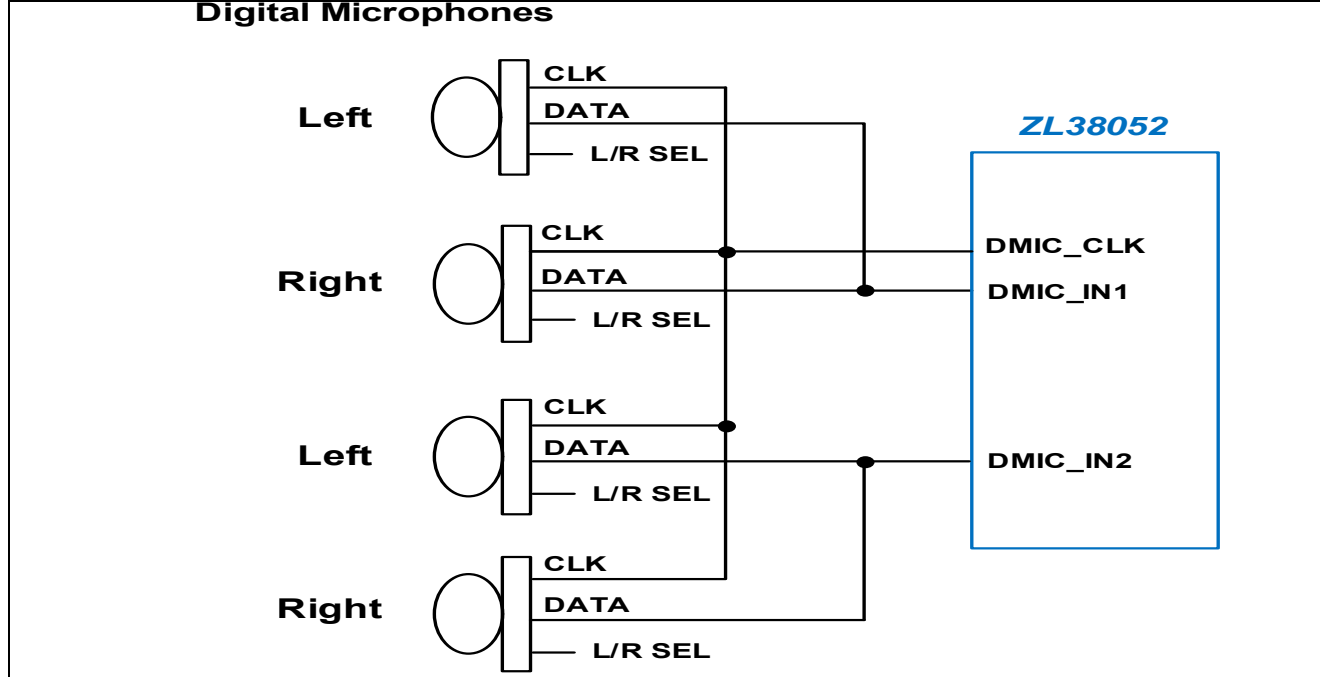 Digital Microphones
CLK
Left
DATA
L/R SEL
ZL38052
CLK
Right
DATA
L/R SEL
DMIC_CLK
DMIC_IN1
CLK
Left
DATA
L/R SEL
DMIC_IN2
CLK
Right
DATA
L/R SEL